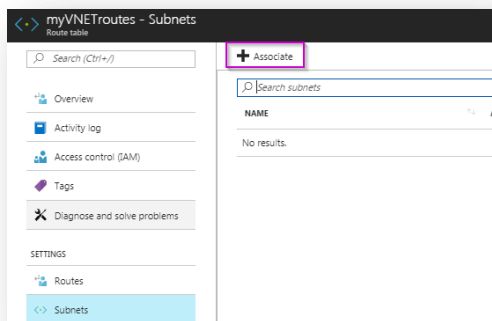 myVNETroutes - Subnets
Route table
Search (Ctrl+/)
Overview
Activity log
Access control (IAM)
Tags
Diagnose and solve problems
SETTINGS
Routes
Subnets
Associate
Search subnets
NAME
No results.